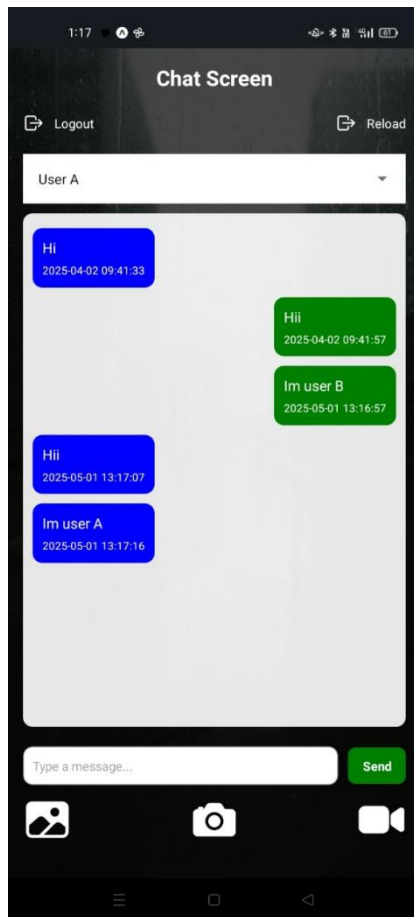 1:17
61
Chat Screen
Logout
Reload
User A
Hi
2025-04-02 09:41:33
Hii
2025-04-02 09:41:57
Im user B
2025-05-01 13:16:57
Hii
2025-05-01 13:17:07
Im user A
2025-05-01 13:17:16
Type a message...
Send